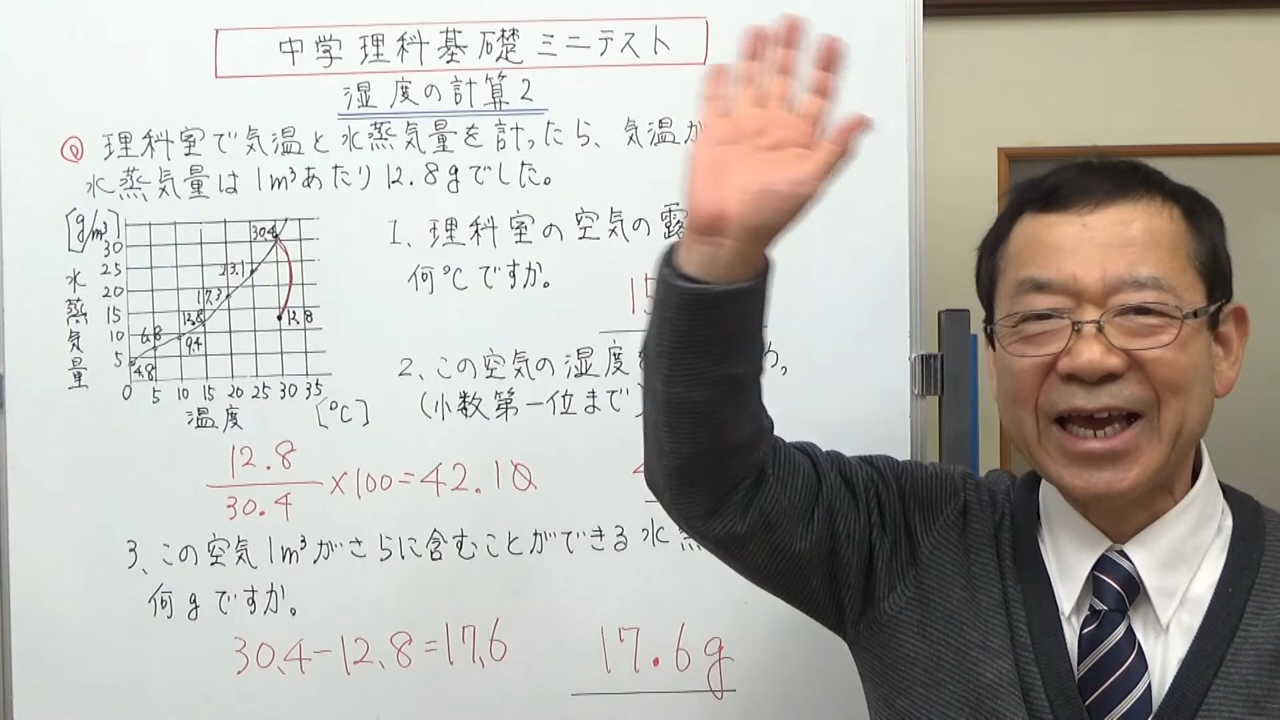 中学理科基礎ミニテスト
湿度の計算2
Q 理科室で気温と水蒸気量を計ったら、気温が
水蒸気量は1m³あたり12.8gでした。
[g/m³]
30
25
20
15
10
5
水蒸気量
30.4
23.1
17.3
12.8
9.4
6.8
4.8
12.8
0 5 10 15 20 25 30 35
温度 [℃]
1、理科室の空気の露
何℃ですか。
15
2、この空気の湿度
め。
(小数第一位まで)
12.8
30.4
×100=42.10
3、この空気1m³がさらに含むことができる水蒸
何gですか。
30.4-12.8=17.6
17.6g